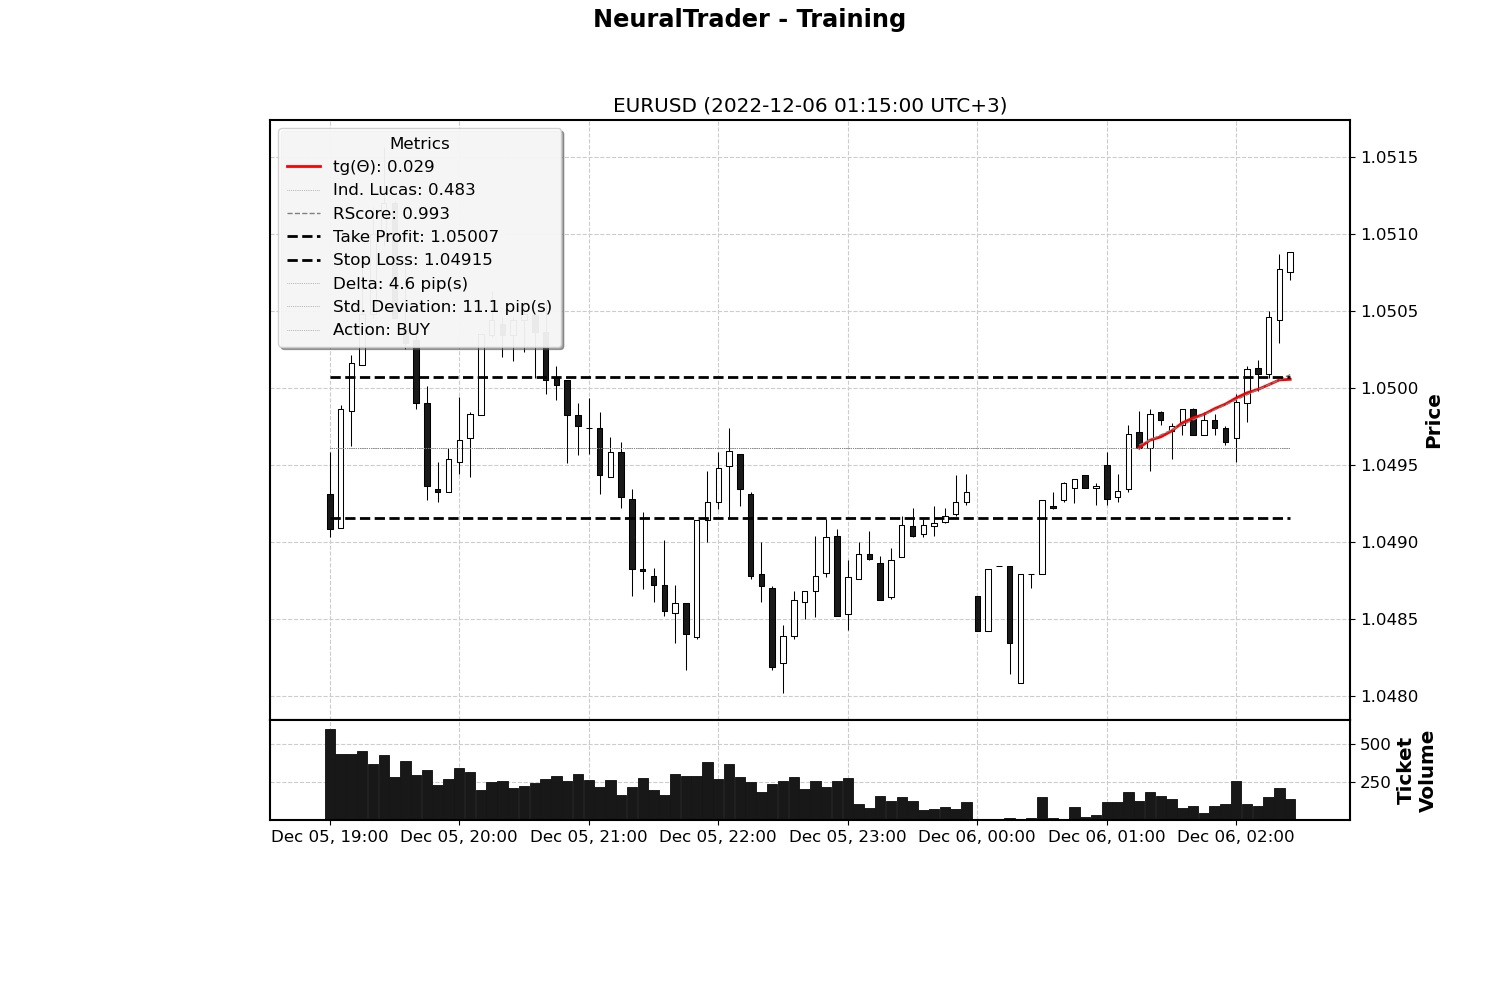 NeuralTrader - Training
EURUSD (2022-12-06 01:15:00 UTC+3)
Metrics
tg(Θ): 0.029
Ind. Lucas: 0.483
RScore: 0.993
Take Profit: 1.05007
Stop Loss: 1.04915
Delta: 4.6 pip(s)
Std. Deviation: 11.1 pip(s)
Action: BUY
1.0515
1.0510
1.0505
1.0500
1.0495
1.0490
1.0485
1.0480
Price
500
250
Ticket
Volume
Dec 05, 19:00 Dec 05, 20:00 Dec 05, 21:00 Dec 05, 22:00 Dec 05, 23:00 Dec 06, 00:00 Dec 06, 01:00 Dec 06, 02:00